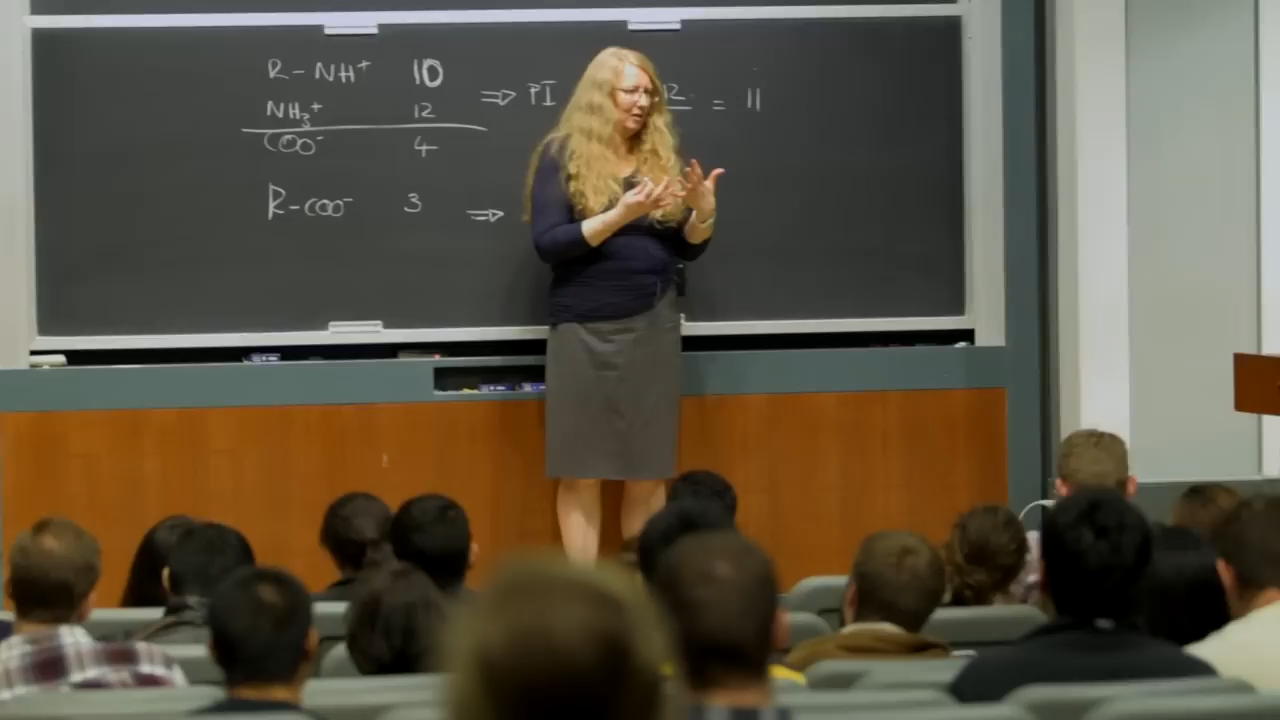 R-NH⁺ 10
NH₃⁺ 12 ⇒ PI 12 = 11
COO⁻ 4
R-COO⁻ 3 ⇒